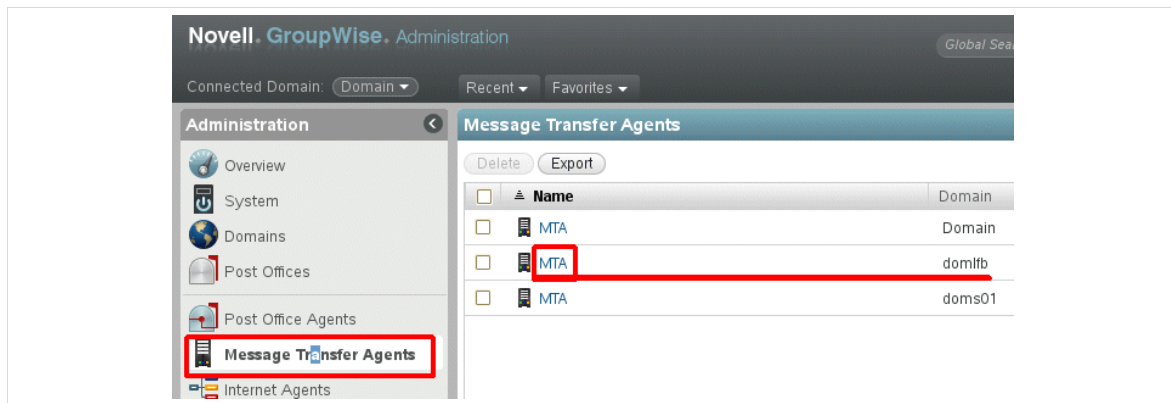 Novell. GroupWise. Administration
Global Sea
Connected Domain: Domain
Recent Favorites
Administration
Message Transfer Agents
Overview
System
Domains
Post Offices
Post Office Agents
Message Transfer Agents
Internet Agents
Delete Export
Name Domain
MTA Domain
MTA domlfb
MTA doms01